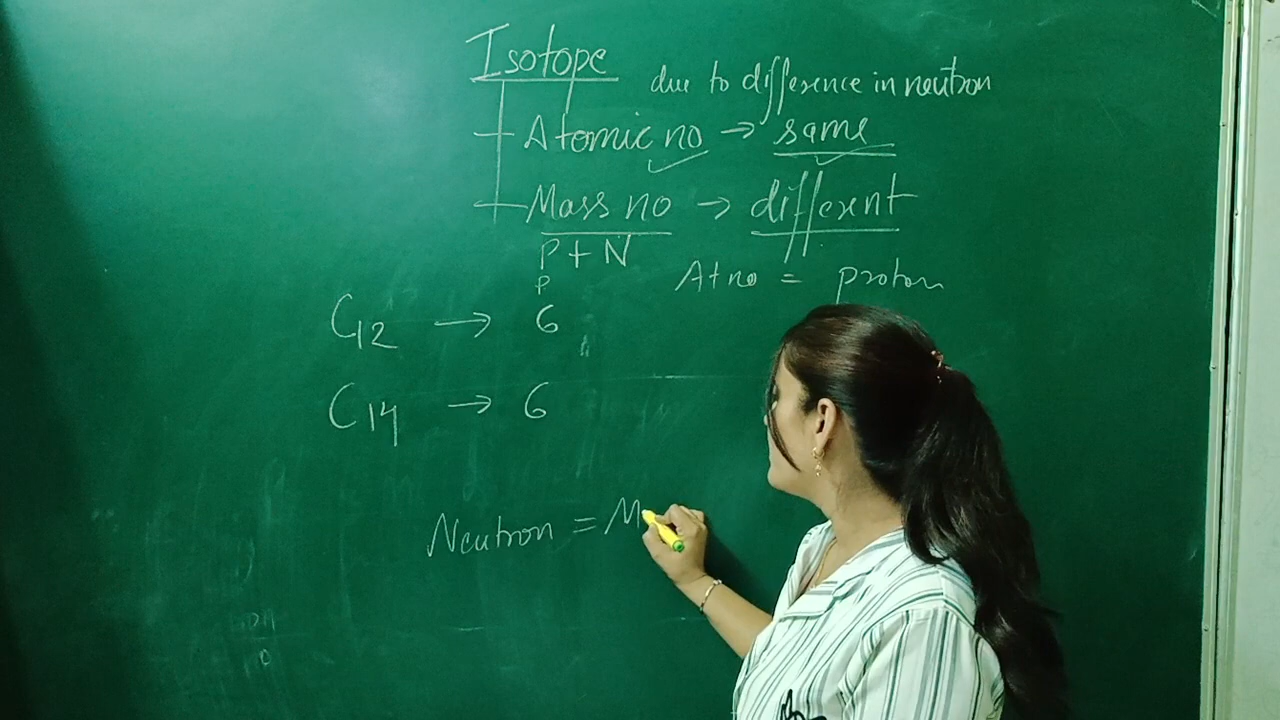 Isotope
due to difference in neutron
Atomic no → same
Mass no → different
P + N
At no = proton
P
C12 → 6
C14 → 6
Neutron = M